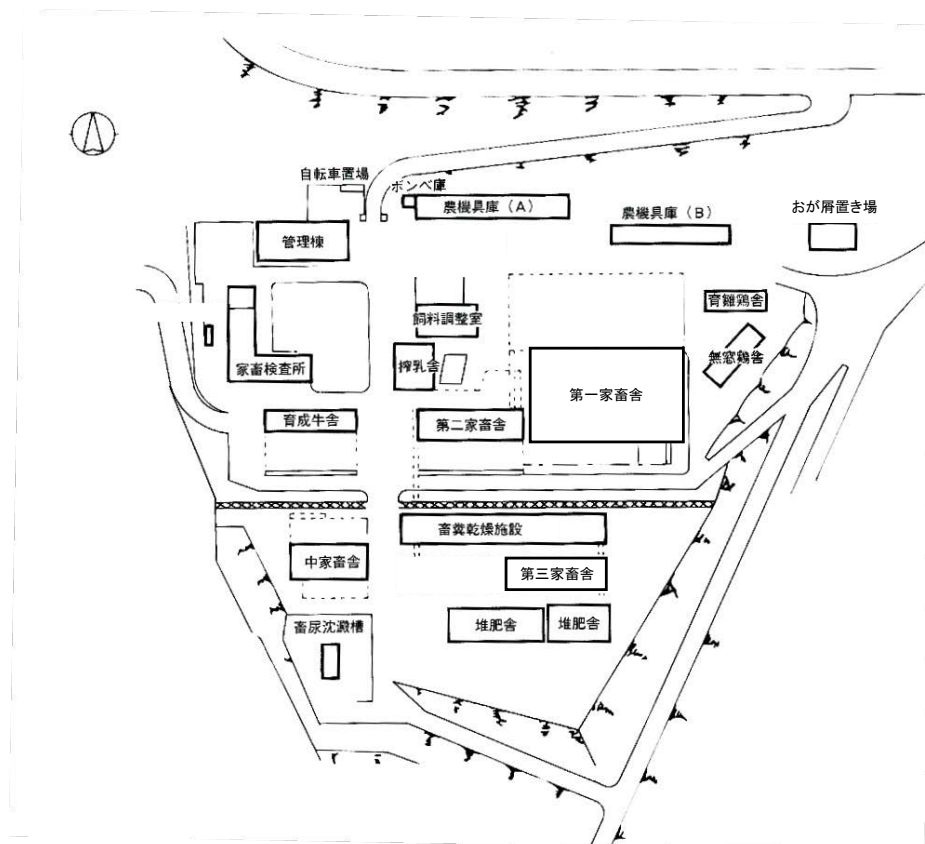 自転車置場
ボンベ庫
農機具庫（A）
農機具庫（B）
おが屑置き場
管理棟
育雛鶏舎
飼料調整室
無窓鶏舎
搾乳舎
家畜検査所
第一家畜舎
育成牛舎
第二家畜舎
畜糞乾燥施設
中家畜舎
第三家畜舎
堆肥舎
堆肥舎
畜尿沈澱槽